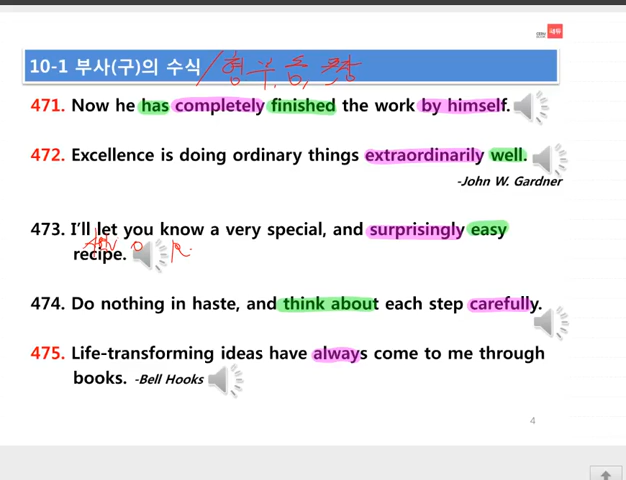 10-1 부사(구)의 수식 / 형 부, 동,
471. Now he has completely finished the work by himself.
472. Excellence is doing ordinary things extraordinarily well.
-John W. Gardner
473. I'll let you know a very special, and surprisingly easy
recipe.
474. Do nothing in haste, and think about each step carefully.
475. Life-transforming ideas have always come to me through
books. -Bell Hooks
4